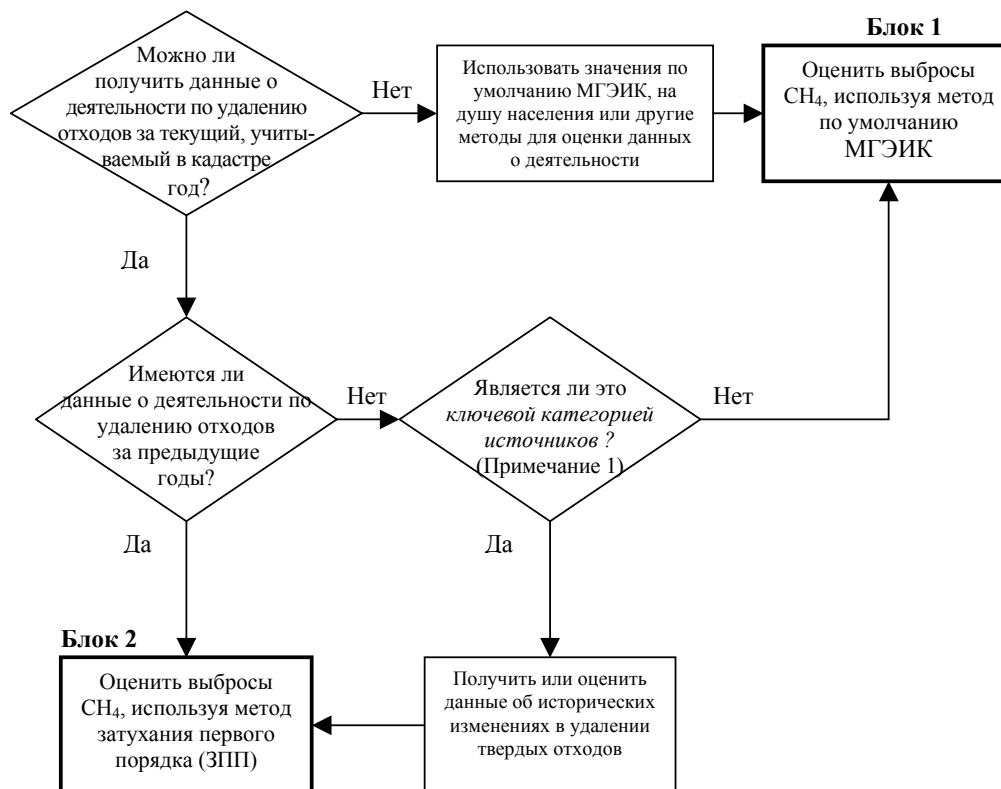 Блок 1
Можно ли
получить данные о
деятельности по удалению
отходов за текущий, учиты-
ваемый в кадастре
год?
Нет
Использовать значения по
умолчанию МГЭИК, на
душу населения или другие
методы для оценки данных
о деятельности
Оценить выбросы
CH₄, используя метод
по умолчанию
МГЭИК
Да
Имеются ли
данные о деятельности по
удалению отходов
за предыдущие
годы?
Нет
Является ли это
ключевой категорией
источников ?
(Примечание 1)
Нет
Да
Да
Блок 2
Оценить выбросы
CH₄, используя метод
затухания первого
порядка (ЗПП)
Получить или оценить
данные об исторических
изменениях в удалении
твердых отходов